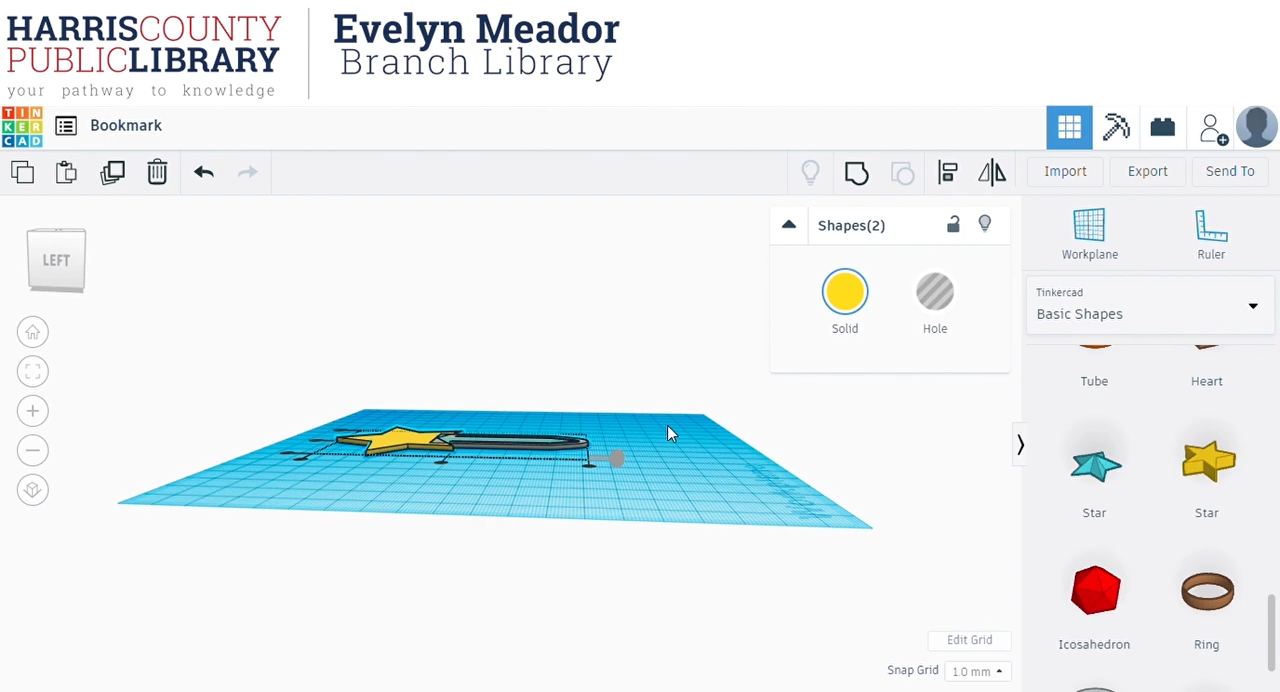 HARRISCOUNTY
PUBLICLIBRARY
your pathway to knowledge
Evelyn Meador
Branch Library
TIN
KER
CAD
Bookmark
Import
Export
Send To
LEFT
Shapes(2)
Solid
Hole
Workplane
Ruler
Tinkercad
Basic Shapes
Tube
Heart
Star
Star
Icosahedron
Ring
Edit Grid
Snap Grid
1.0 mm